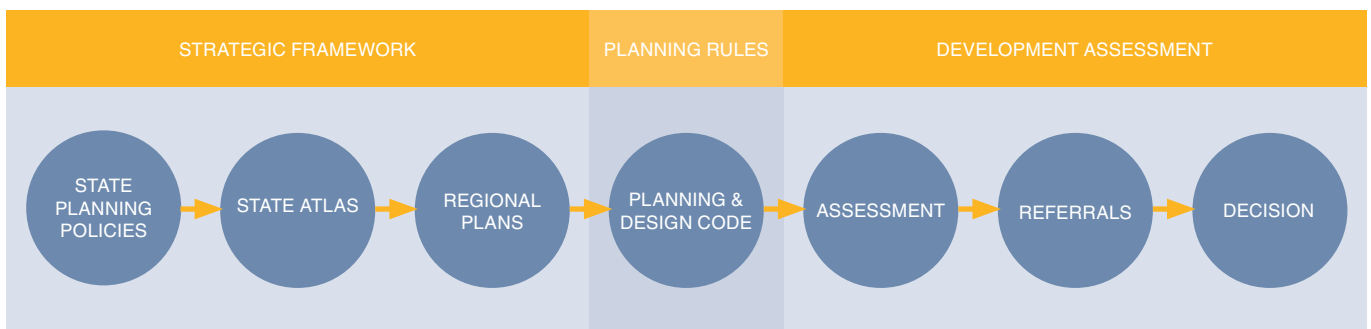 STRATEGIC FRAMEWORK
PLANNING RULES
DEVELOPMENT ASSESSMENT
STATE
PLANNING
POLICIES
STATE ATLAS
REGIONAL
PLANS
PLANNING &
DESIGN CODE
ASSESSMENT
REFERRALS
DECISION